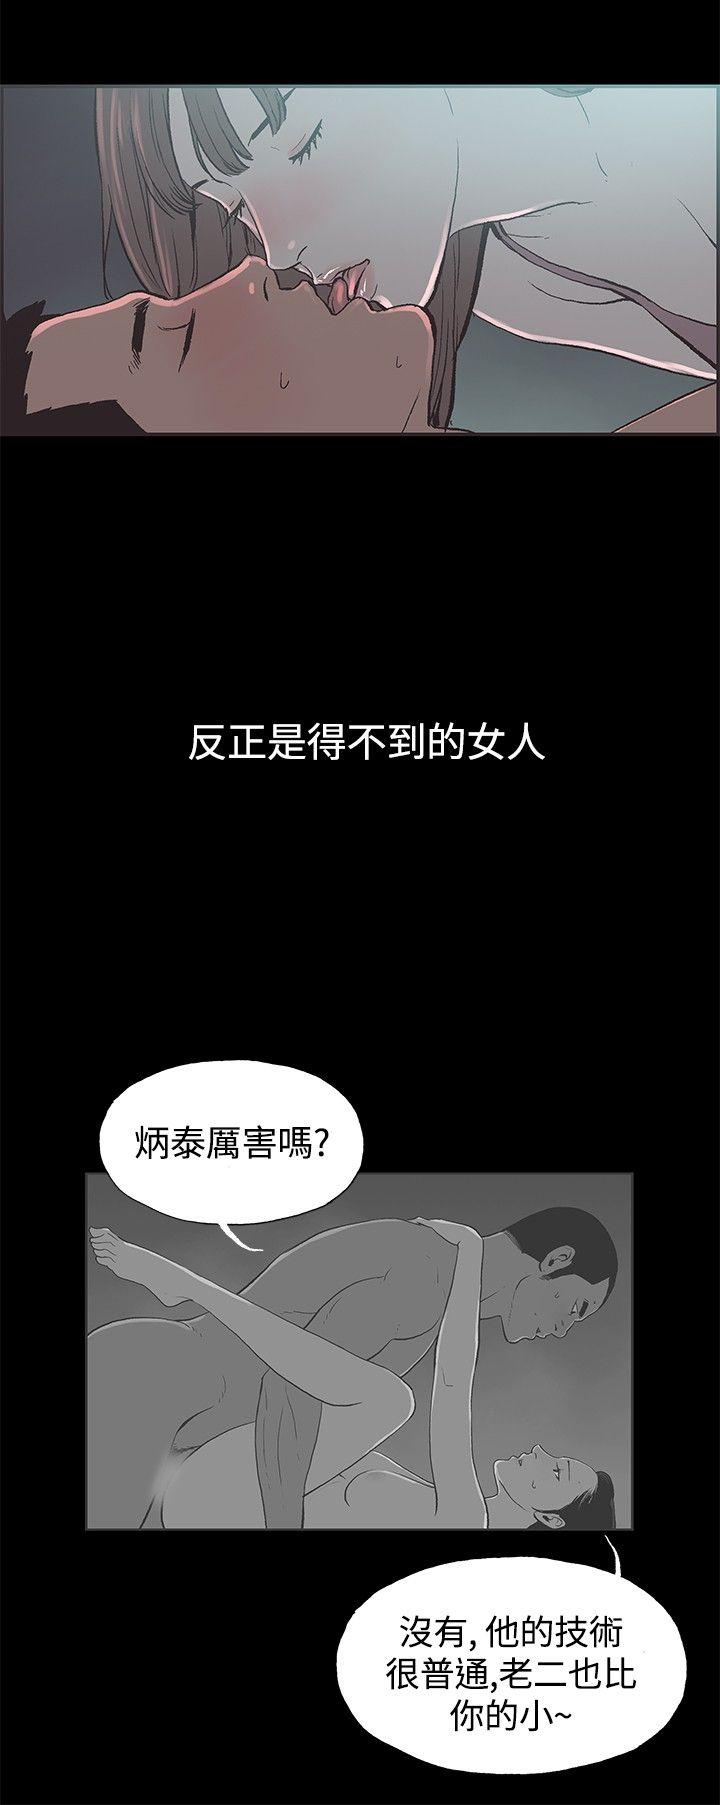 反正是得不到的女人
炳泰厲害嗎?
沒有, 他的技術
很普通,老二也比
你的小~